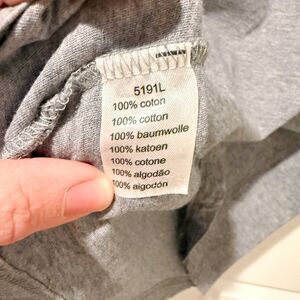 5191L
100% coton
100% cotton
100% baumwolle
100% katoen
100% cotone
100% algodão
100% algodón